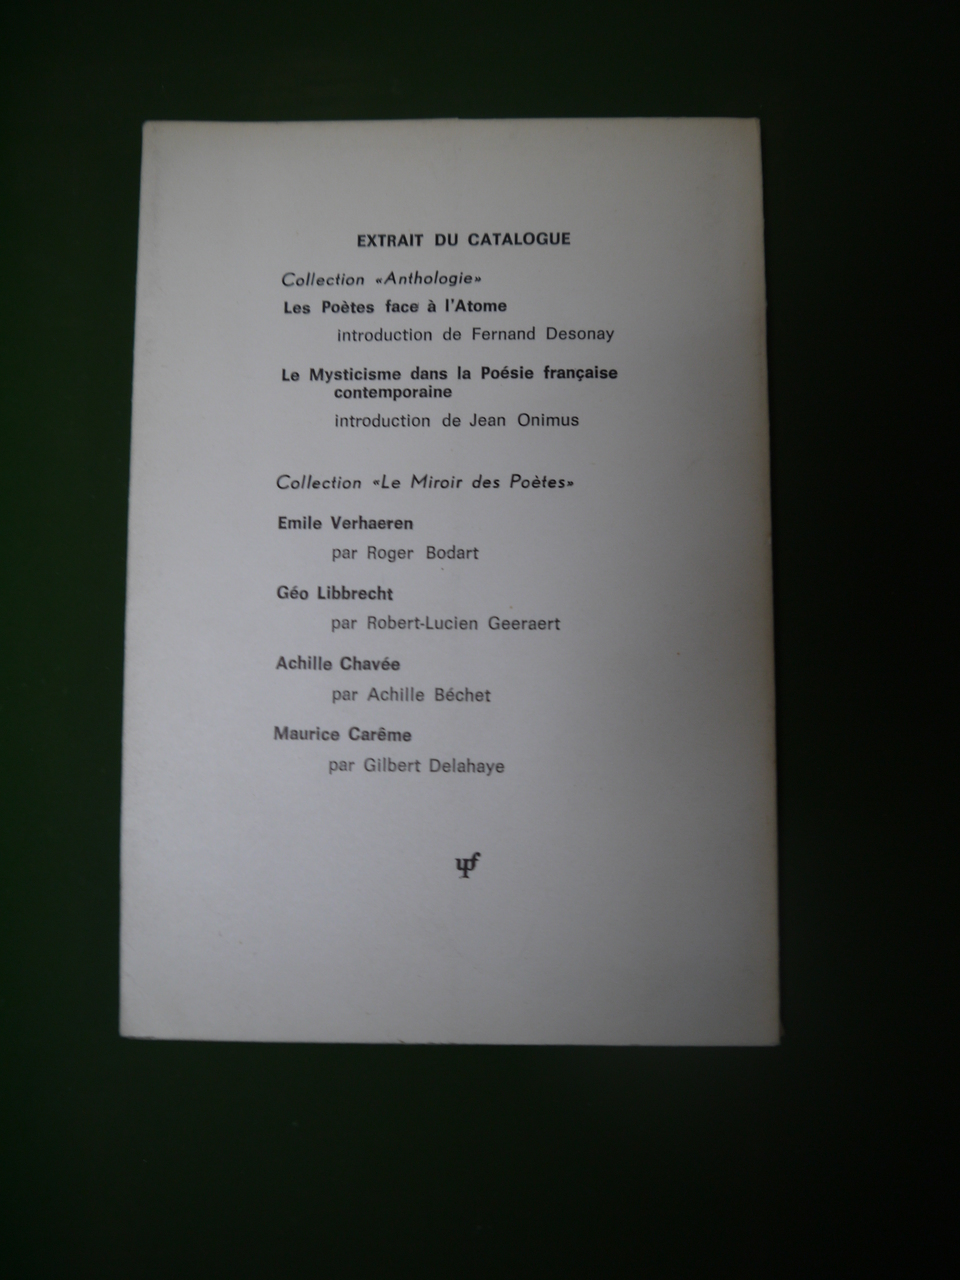 EXTRAIT DU CATALOGUE
Collection «Anthologie»
Les Poètes face à l'Atome
introduction de Fernand Desonay
Le Mysticisme dans la Poésie française
contemporaine
introduction de Jean Onimus
Collection «Le Miroir des Poètes»
Emile Verhaeren
par Roger Bodart
Géo Libbrecht
par Robert-Lucien Geeraert
Achille Chavée
par Achille Béchet
Maurice Carême
par Gilbert Delahaye
upf